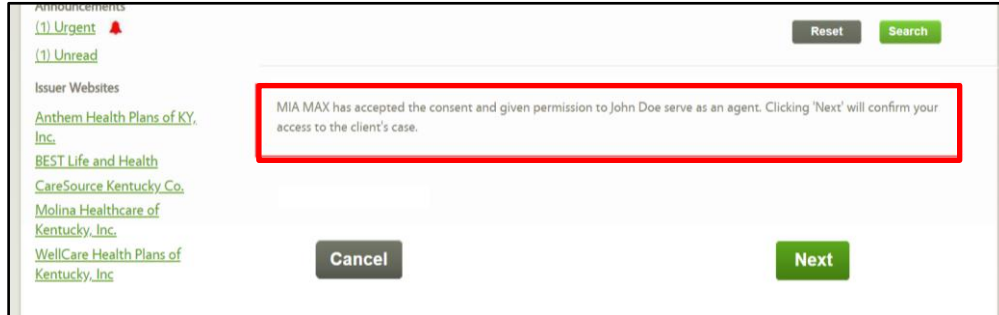 Announcements
(1) Urgent
(1) Unread
Issuer Websites
Anthem Health Plans of KY,
Inc.
BEST Life and Health
CareSource Kentucky Co.
Molina Healthcare of
Kentucky, Inc.
WellCare Health Plans of
Kentucky, Inc
Reset Search
MIA MAX has accepted the consent and given permission to John Doe serve as an agent. Clicking 'Next' will confirm your
access to the client's case.
Cancel Next